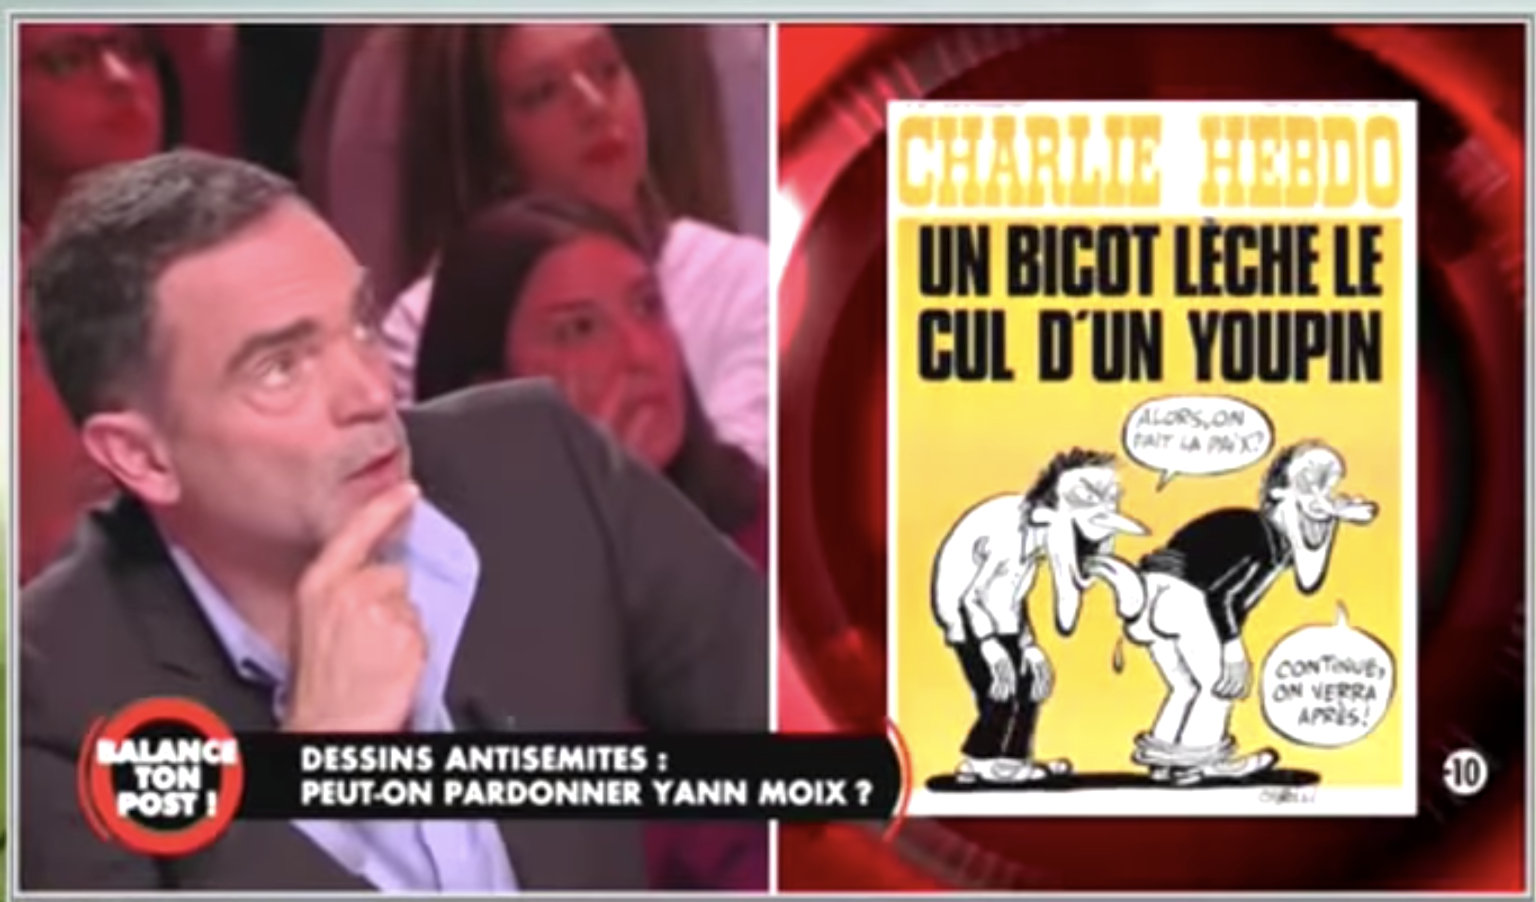 CHARLIE HEBDO
UN BICOT LÈCHE LE
CUL D'UN YOUPIN
ALORS, ON
FAIT LA PAIX?
CONTINUE,
ON VERRA
APRÈS!
BALANCE
TON
POST !
DESSINS ANTISÉMITES :
PEUT-ON PARDONNER YANN MOIX ?
-10